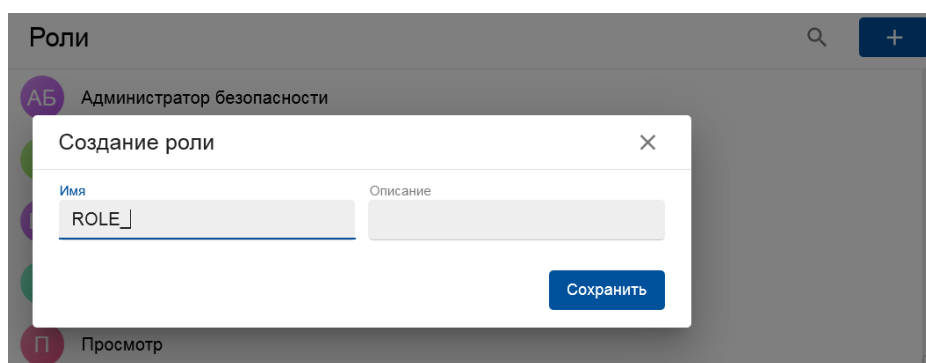 Роли
+
АБ Администратор безопасности
Создание роли
Имя Описание
ROLE_
Сохранить
П Просмотр